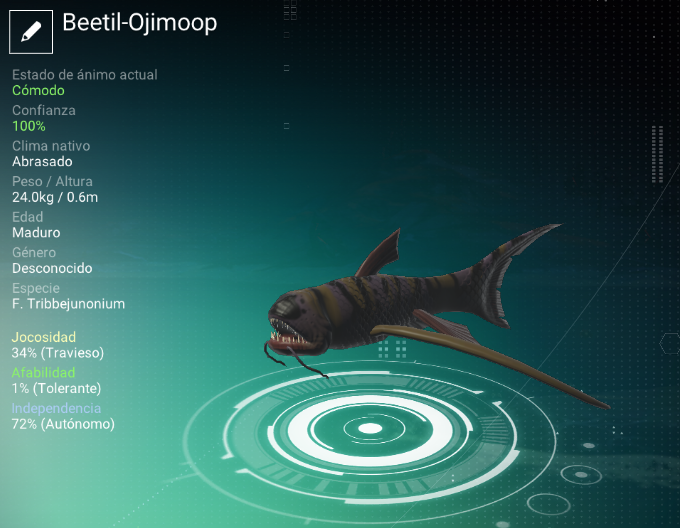 Beetil-Ojimoop
Estado de ánimo actual
Cómodo
Confianza
100%
Clima nativo
Abrasado
Peso / Altura
24.0kg / 0.6m
Edad
Maduro
Género
Desconocido
Especie
F. Tribbejunonium
Jocosidad
34% (Travieso)
Afabilidad
1% (Tolerante)
Independencia
72% (Autónomo)